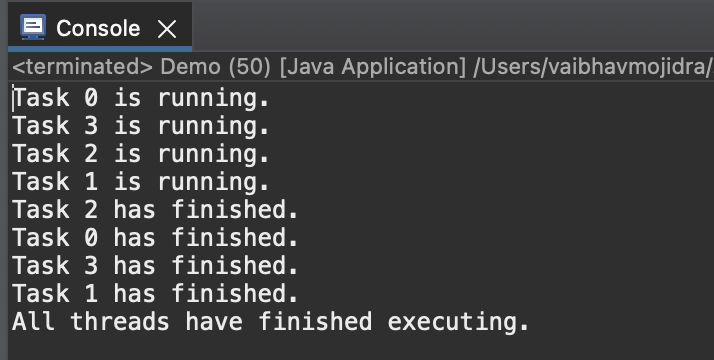 Console
<terminated> Demo (50) [Java Application] /Users/vaibhavmojidra/
Task 0 is running.
Task 3 is running.
Task 2 is running.
Task 1 is running.
Task 2 has finished.
Task 0 has finished.
Task 3 has finished.
Task 1 has finished.
All threads have finished executing.